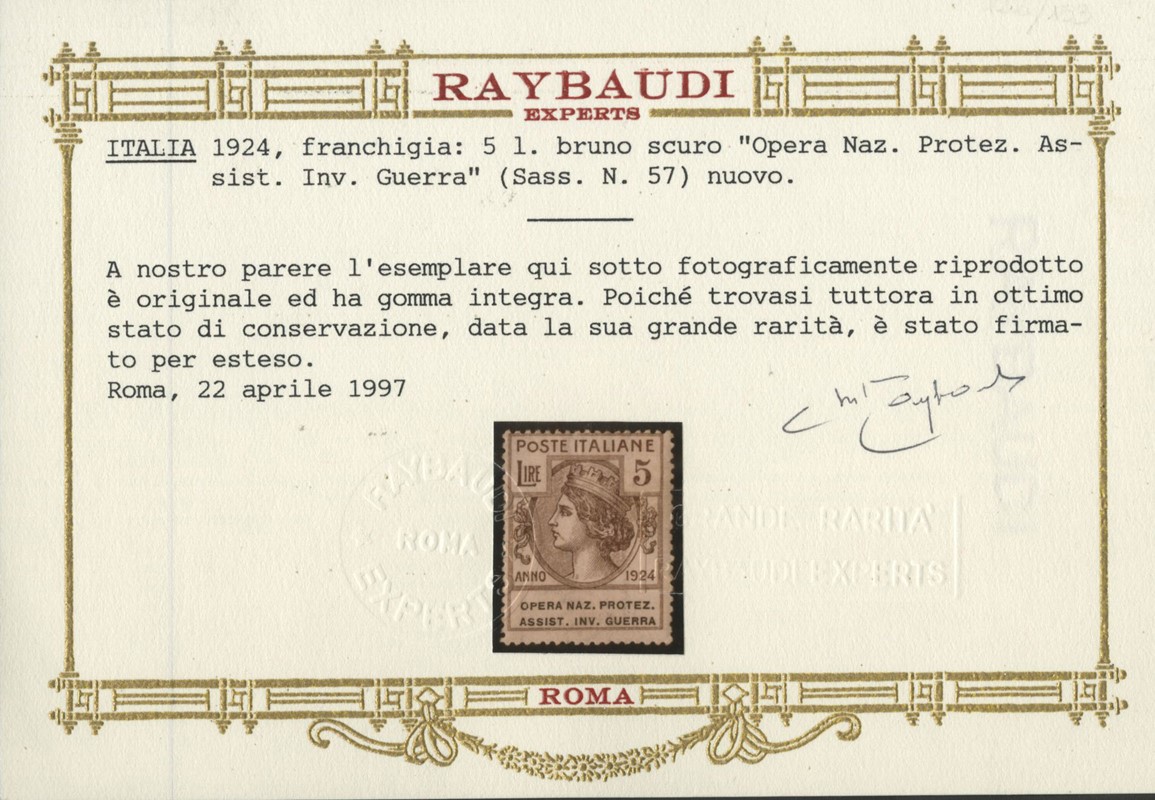 RAYBAUDI
EXPERTS
ITALIA 1924, franchigia: 5 l. bruno scuro "Opera Naz. Protez. As-
sist. Inv. Guerra" (Sass. N. 57) nuovo.
A nostro parere l'esemplare qui sotto fotograficamente riprodotto
è originale ed ha gomma integra. Poiché trovasi tuttora in ottimo
stato di conservazione, data la sua grande rarità, è stato firma-
to per esteso.
Roma, 22 aprile 1997
POSTE ITALIANE
LIRE 5
ANNO 1924
OPERA NAZ. PROTEZ.
ASSIST. INV. GUERRA
RAYBAUDI
ROMA
EXPERTS
GRANDE RARITA'
RAYBAUDI EXPERTS
ROMA